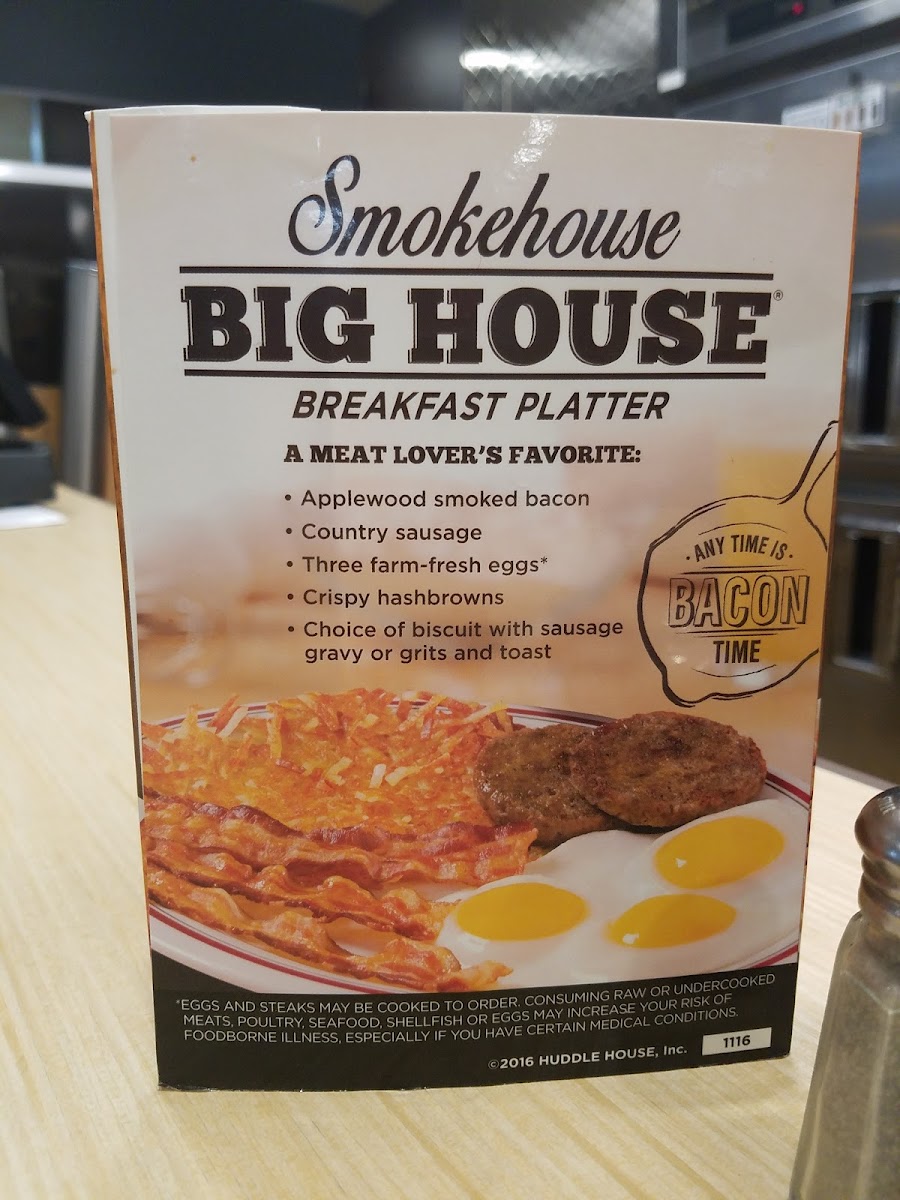 Smokehouse
BIG HOUSE®
BREAKFAST PLATTER
A MEAT LOVER'S FAVORITE:
• Applewood smoked bacon
• Country sausage
• Three farm-fresh eggs*
• Crispy hashbrowns
• Choice of biscuit with sausage
gravy or grits and toast
• ANY TIME IS •
BACON
TIME
*EGGS AND STEAKS MAY BE COOKED TO ORDER. CONSUMING RAW OR UNDERCOOKED
MEATS, POULTRY, SEAFOOD, SHELLFISH OR EGGS MAY INCREASE YOUR RISK OF
FOODBORNE ILLNESS, ESPECIALLY IF YOU HAVE CERTAIN MEDICAL CONDITIONS.
©2016 HUDDLE HOUSE, Inc.
1116